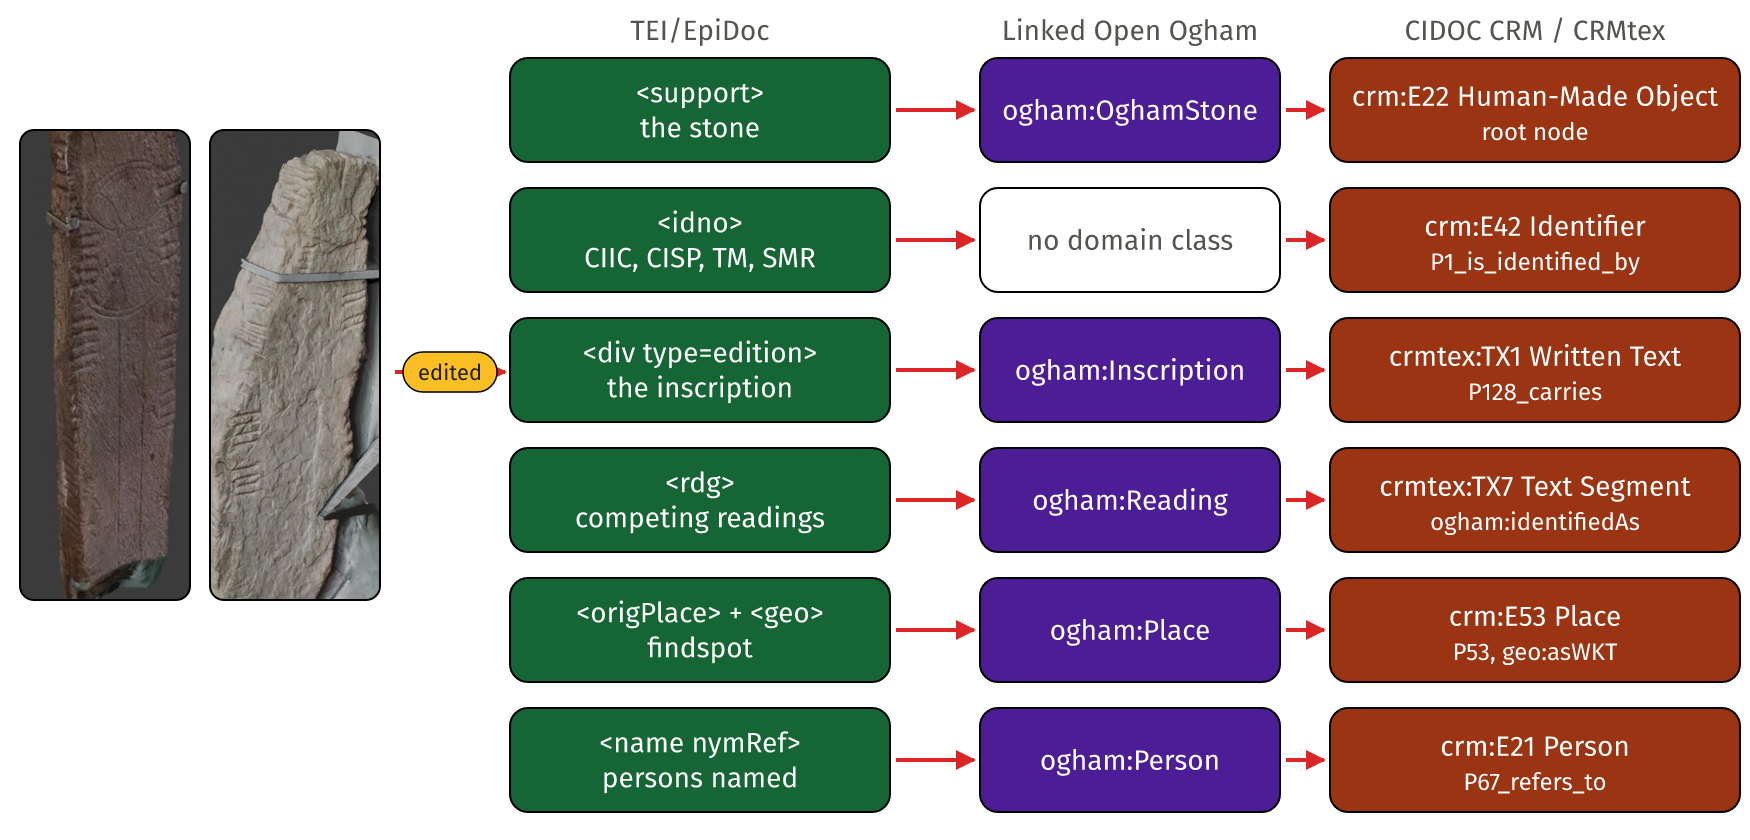 TEI/EpiDoc
Linked Open Ogham
CIDOC CRM / CRMtex
<support>
the stone
ogham:OghamStone
crm:E22 Human-Made Object
root node
<idno>
CIIC, CISP, TM, SMR
no domain class
crm:E42 Identifier
P1_is_identified_by
edited
<div type=edition>
the inscription
ogham:Inscription
crmtex:TX1 Written Text
P128_carries
<rdg>
competing readings
ogham:Reading
crmtex:TX7 Text Segment
ogham:identifiedAs
<origPlace> + <geo>
findspot
ogham:Place
crm:E53 Place
P53, geo:asWKT
<name nymRef>
persons named
ogham:Person
crm:E21 Person
P67_refers_to